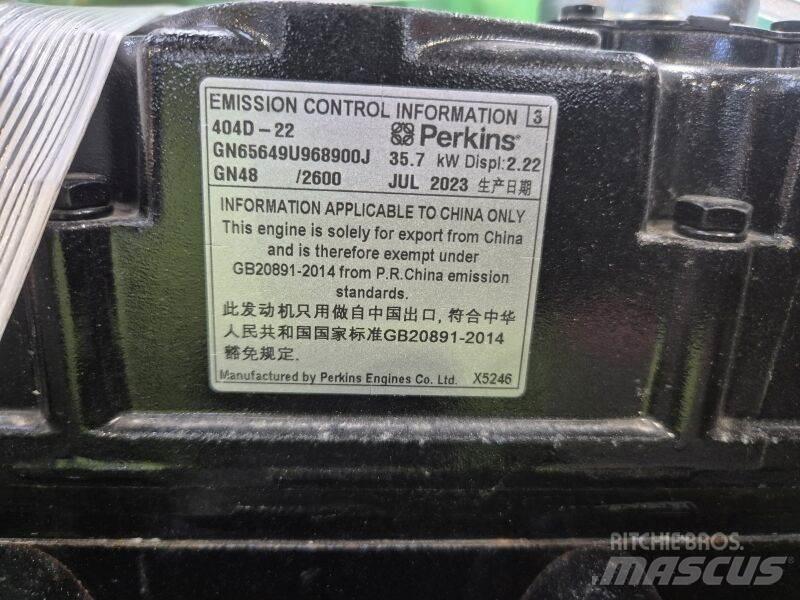 EMISSION CONTROL INFORMATION 3
404D-22 Perkins
GN65649U968900J 35.7 kW Displ:2.22
GN48 /2600 JUL 2023 生产日期
INFORMATION APPLICABLE TO CHINA ONLY
This engine is solely for export from China
and is therefore exempt under
GB20891-2014 from P.R.China emission
standards.
此发动机只用做自中国出口, 符合中华
人民共和国国家标准GB20891-2014
豁免规定.
Manufactured by Perkins Engines Co. Ltd. X5246
RITCHIE BROS.
MASCUS